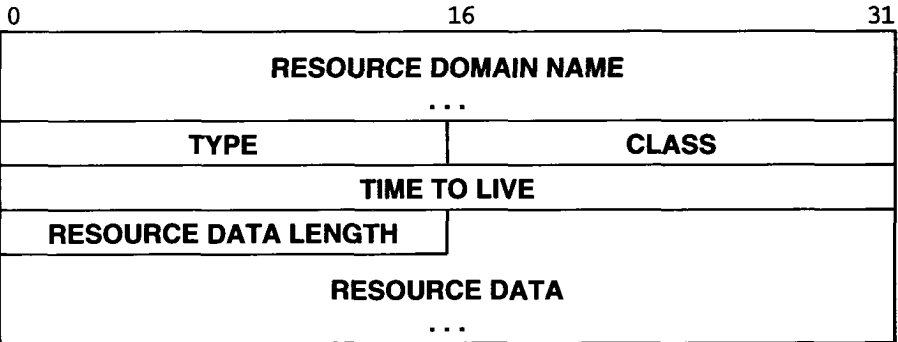 0 16 31
RESOURCE DOMAIN NAME
...
TYPE CLASS
TIME TO LIVE
RESOURCE DATA LENGTH
RESOURCE DATA
...